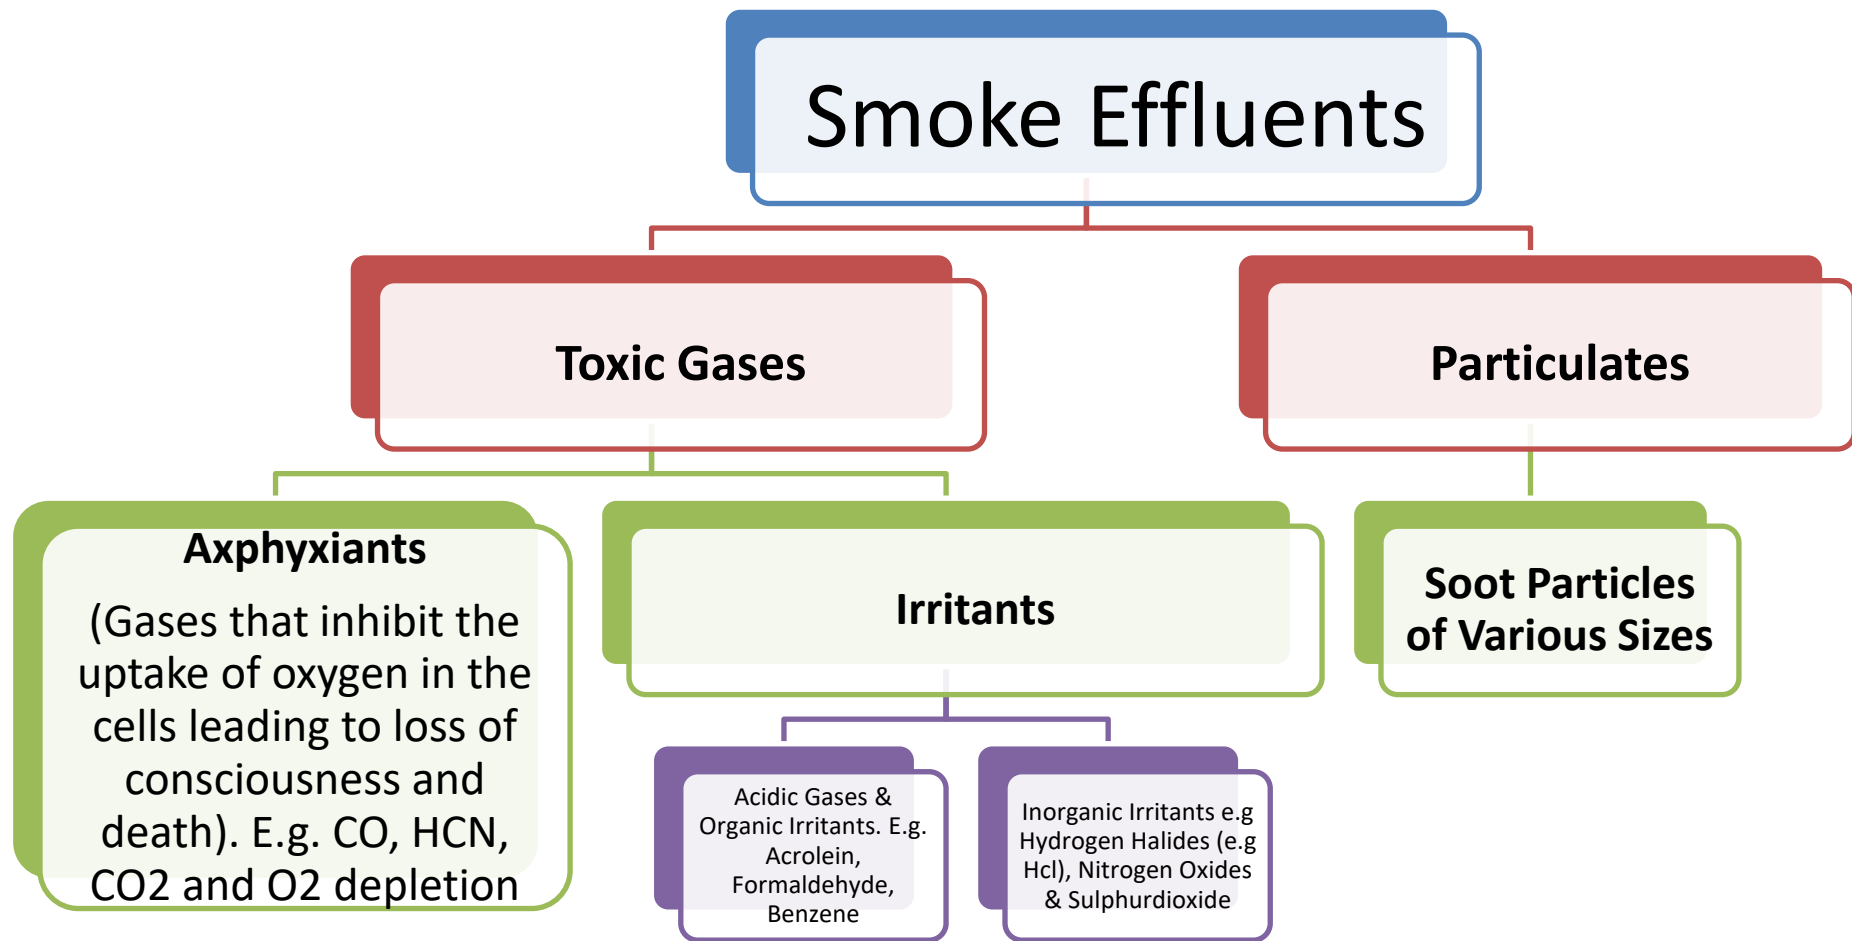 Smoke Effluents
Toxic Gases
Particulates
Axphyxiants
(Gases that inhibit the
uptake of oxygen in the
cells leading to loss of
consciousness and
death). E.g. CO, HCN,
CO2 and O2 depletion
Irritants
Soot Particles
of Various Sizes
Acidic Gases &
Organic Irritants. E.g.
Acrolein,
Formaldehyde,
Benzene
Inorganic Irritants e.g
Hydrogen Halides (e.g
Hcl), Nitrogen Oxides
& Sulphurdioxide